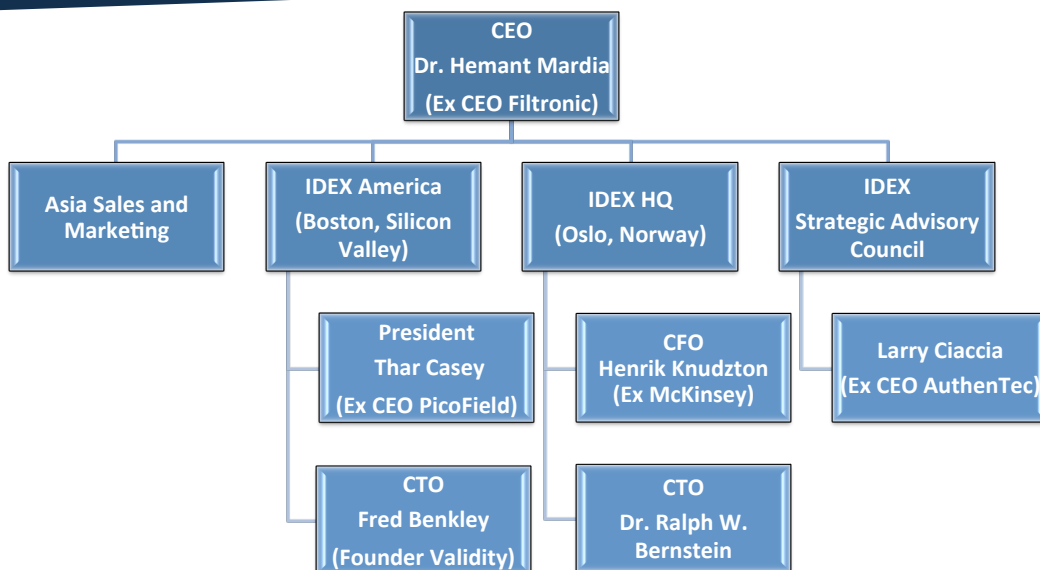 CEO
Dr. Hemant Mardia
(Ex CEO Filtronic)
Asia Sales and
Marketing
IDEX America
(Boston, Silicon
Valley)
IDEX HQ
(Oslo, Norway)
IDEX
Strategic Advisory
Council
President
Thar Casey
(Ex CEO PicoField)
CFO
Henrik Knudzton
(Ex McKinsey)
Larry Ciaccia
(Ex CEO AuthenTec)
CTO
Fred Benkley
(Founder Validity)
CTO
Dr. Ralph W.
Bernstein